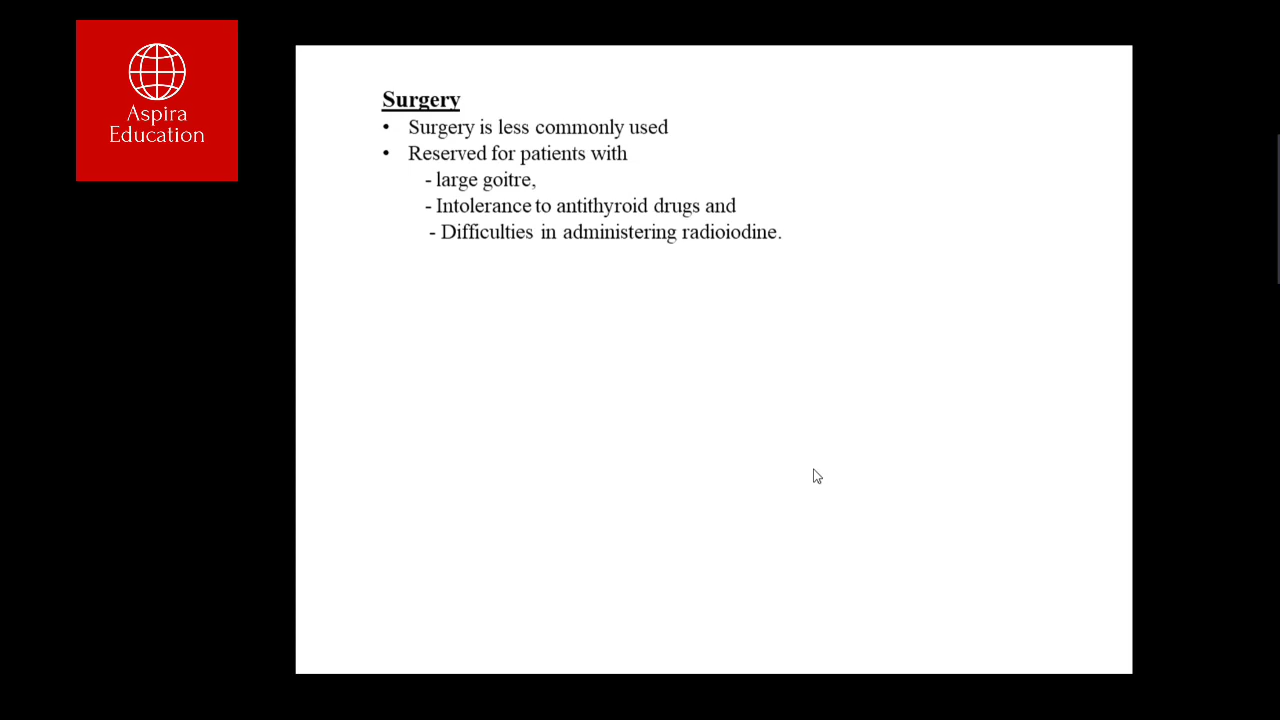 Aspira
Education
Surgery
• Surgery is less commonly used
• Reserved for patients with
- large goitre,
- Intolerance to antithyroid drugs and
- Difficulties in administering radioiodine.